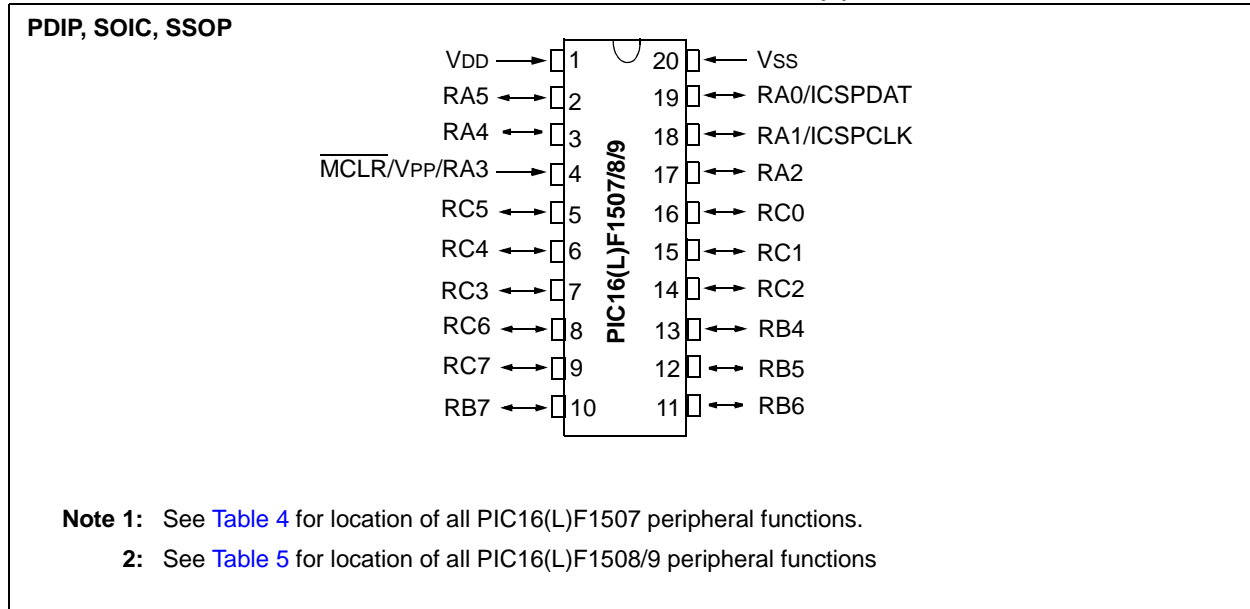 PDIP, SOIC, SSOP
VDD 1 20 VSS
RA5 2 19 RA0/ICSPDAT
RA4 3 18 RA1/ICSPCLK
MCLR/VPP/RA3 4 17 RA2
RC5 5 16 RC0
RC4 6 15 RC1
RC3 7 14 RC2
RC6 8 13 RB4
RC7 9 12 RB5
RB7 10 11 RB6
PIC16(L)F1507/8/9
Note 1: See Table 4 for location of all PIC16(L)F1507 peripheral functions.
2: See Table 5 for location of all PIC16(L)F1508/9 peripheral functions